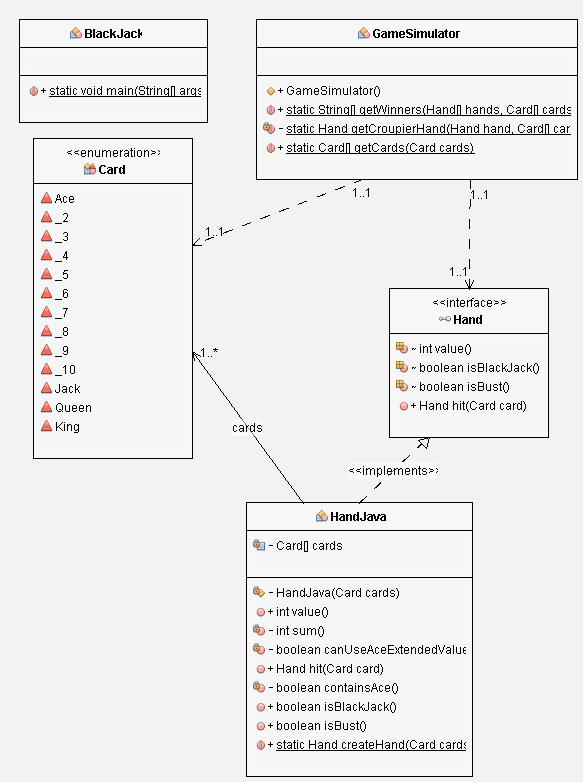 BlackJack
+ static void main(String[] args
GameSimulator
+ GameSimulator()
+ static String[] getWinners(Hand[] hands, Card[] cards
- static Hand getCroupierHand(Hand hand, Card[] car
+ static Card[] getCards(Card cards)
<<enumeration>>
Card
Ace
_2
_3
_4
_5
_6
_7
_8
_9
_10
Jack
Queen
King
1..1
1..1
1..1
1..1
<<interface>>
Hand
~ int value()
~ boolean isBlackJack()
~ boolean isBust()
+ Hand hit(Card card)
1..*
cards
<<implements>>
HandJava
- Card[] cards
- HandJava(Card cards)
+ int value()
- int sum()
- boolean canUseAceExtendedValue
+ Hand hit(Card card)
- boolean containsAce()
+ boolean isBlackJack()
+ boolean isBust()
+ static Hand createHand(Card cards